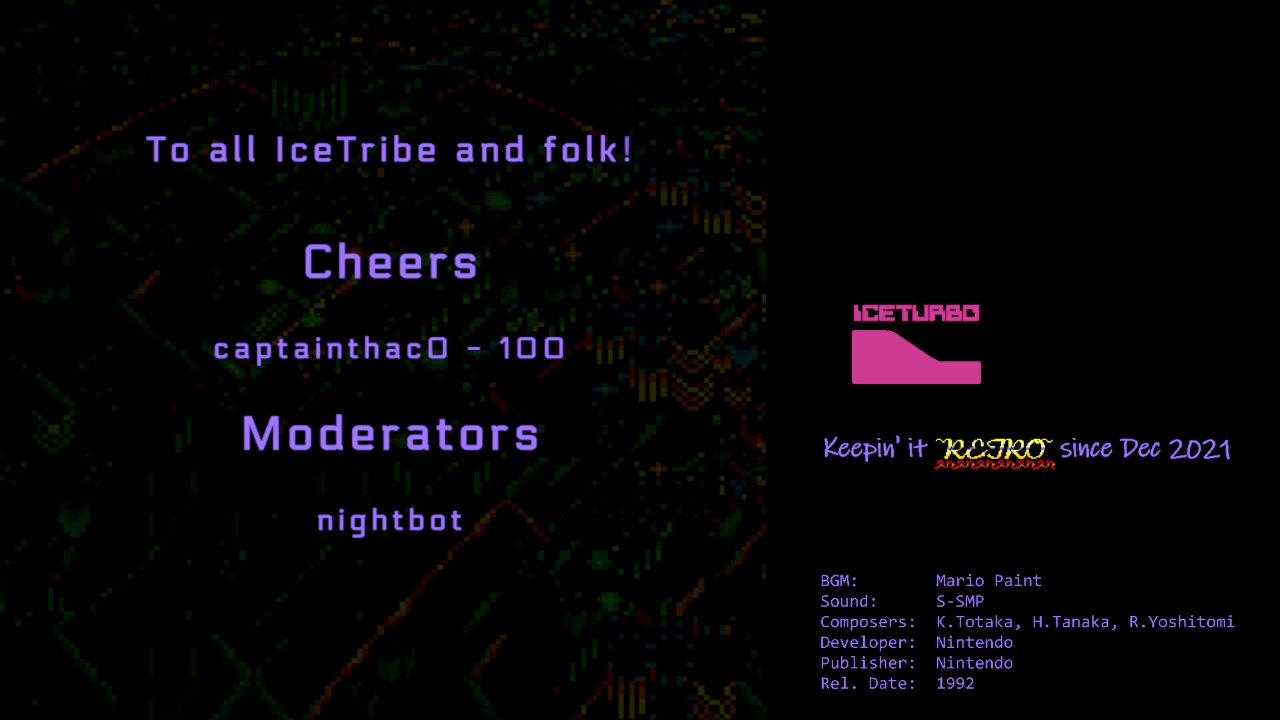 To all IceTribe and folk!
Cheers
captainthac0 - 100
Moderators
nightbot
ICETURBO
Keepin' it RETRO since Dec 2021
BGM: Mario Paint
Sound: S-SMP
Composers: K.Totaka, H.Tanaka, R.Yoshitomi
Developer: Nintendo
Publisher: Nintendo
Rel. Date: 1992